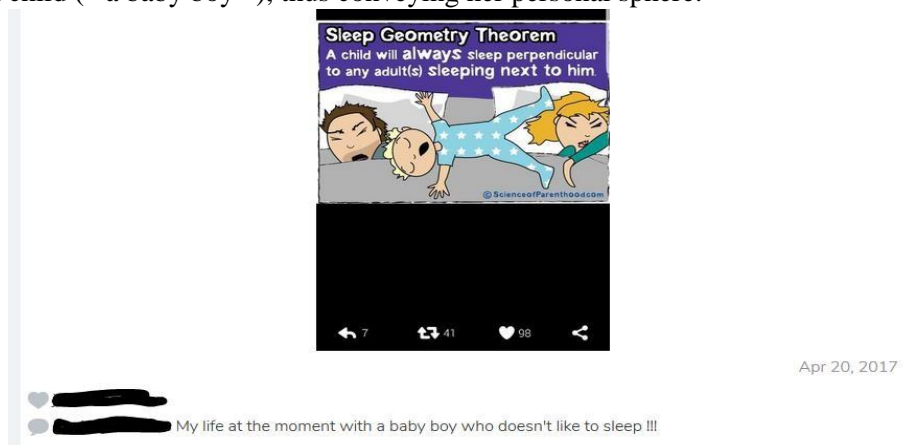 child ("a baby boy"), thus conveying her personal sphere.
Sleep Geometry Theorem
A child will always sleep perpendicular
to any adult(s) sleeping next to him.
© ScienceofParenthood.com
7 41 98
Apr 20, 2017
My life at the moment with a baby boy who doesn't like to sleep !!!